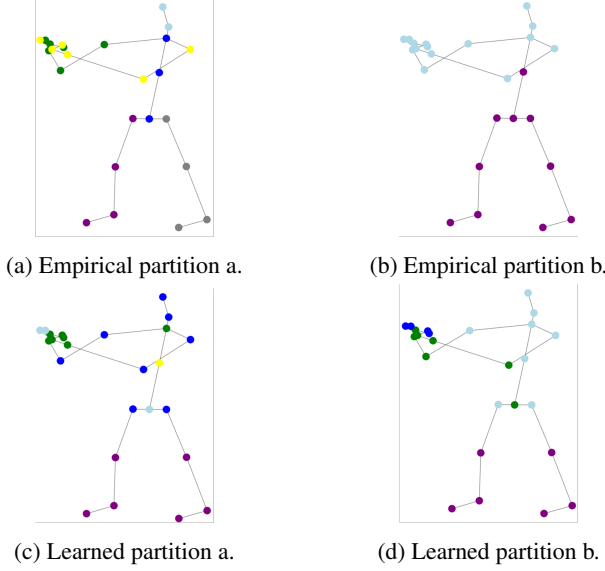 (a) Empirical partition a.
(b) Empirical partition b.
(c) Learned partition a.
(d) Learned partition b.